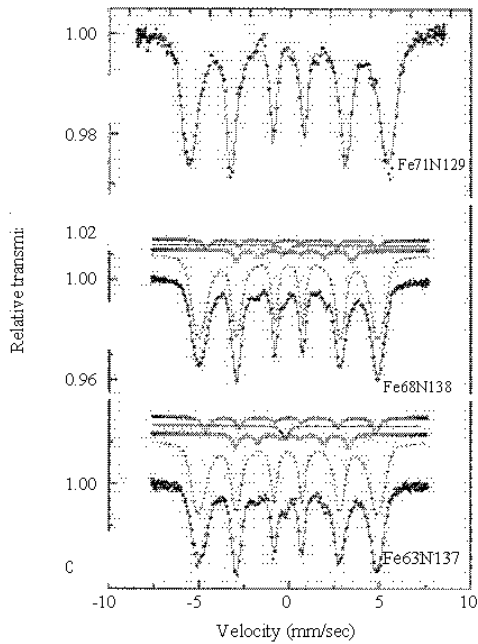 1.00
0.98
Fe71N129
Relative transmi:
1.02
1.00
0.96
Fe68N138
1.00
C
Fe63N137
-10 -5 0 5 10
Velocity (mm/sec)